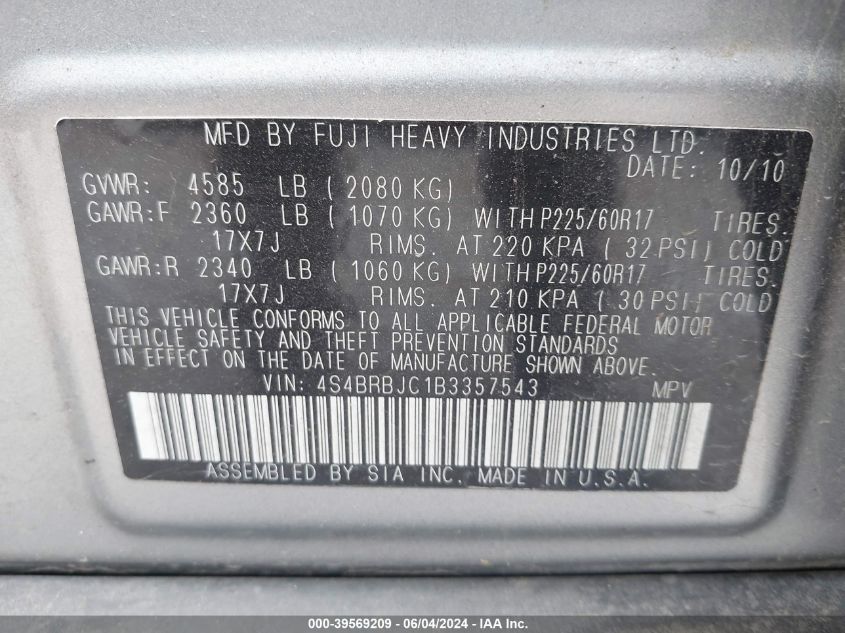 MFD BY FUJI HEAVY INDUSTRIES LTD.
DATE: 10/10
GVWR: 4585 LB ( 2080 KG)
GAWR:F 2360 LB ( 1070 KG) WITH P225/60R17 TIRES.
17X7J RIMS. AT 220 KPA ( 32 PSI) COLD
GAWR:R 2340 LB ( 1060 KG) WITH P225/60R17 TIRES.
17X7J RIMS. AT 210 KPA ( 30 PSI) COLD
THIS VEHICLE CONFORMS TO ALL APPLICABLE FEDERAL MOTOR
VEHICLE SAFETY AND THEFT PREVENTION STANDARDS
IN EFFECT ON THE DATE OF MANUFACTURE SHOWN ABOVE.
VIN: 4S4BRBJC1B3357543 MPV
ASSEMBLED BY SIA INC. MADE IN U.S.A.
000-39569209 - 06/04/2024 - IAA Inc.